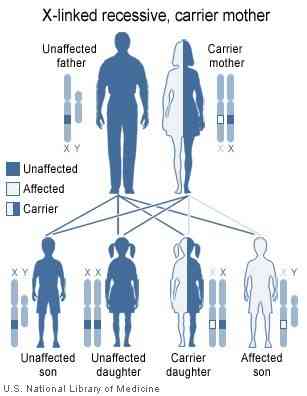 X-linked recessive, carrier mother
Unaffected father
Carrier mother
X Y
X X
Unaffected
Affected
Carrier
X Y
X X
X X
X Y
Unaffected son
Unaffected daughter
Carrier daughter
Affected son
U.S. National Library of Medicine